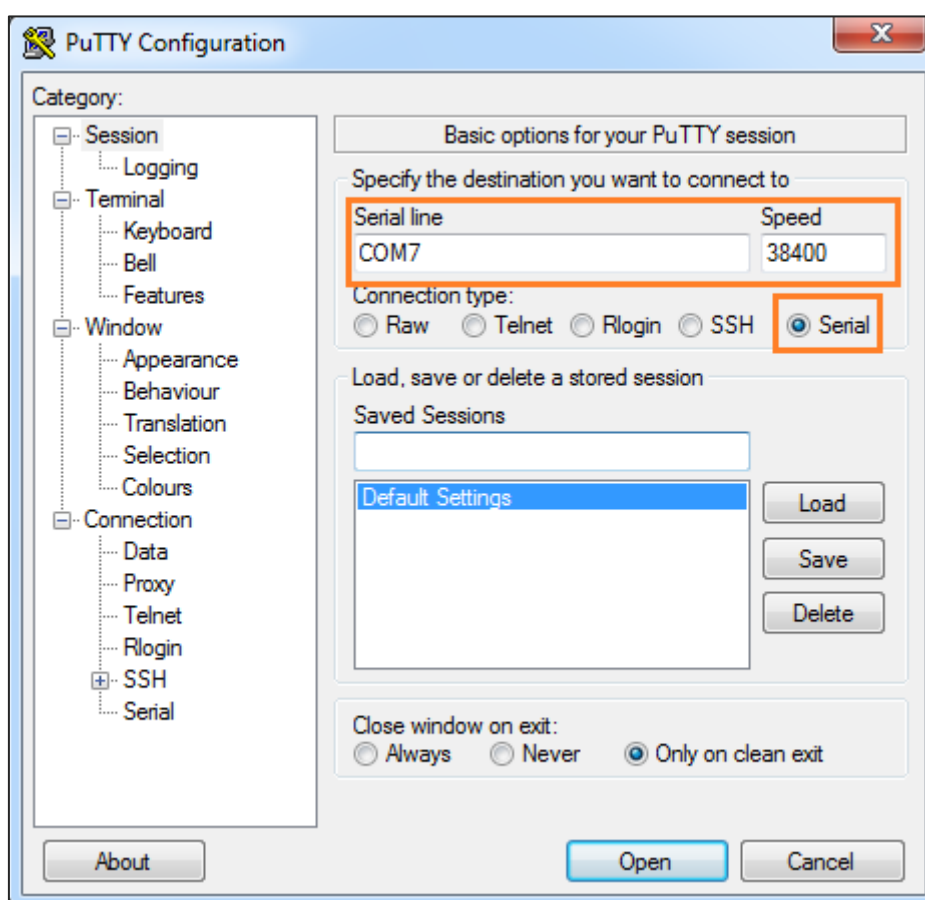 PuTTY Configuration
Category:
Session
Logging
Terminal
Keyboard
Bell
Features
Window
Appearance
Behaviour
Translation
Selection
Colours
Connection
Data
Proxy
Telnet
Rlogin
SSH
Serial
Basic options for your PuTTY session
Specify the destination you want to connect to
Serial line Speed
COM7 38400
Connection type:
Raw Telnet Rlogin SSH Serial
Load, save or delete a stored session
Saved Sessions
Default Settings
Load
Save
Delete
Close window on exit:
Always Never Only on clean exit
About Open Cancel